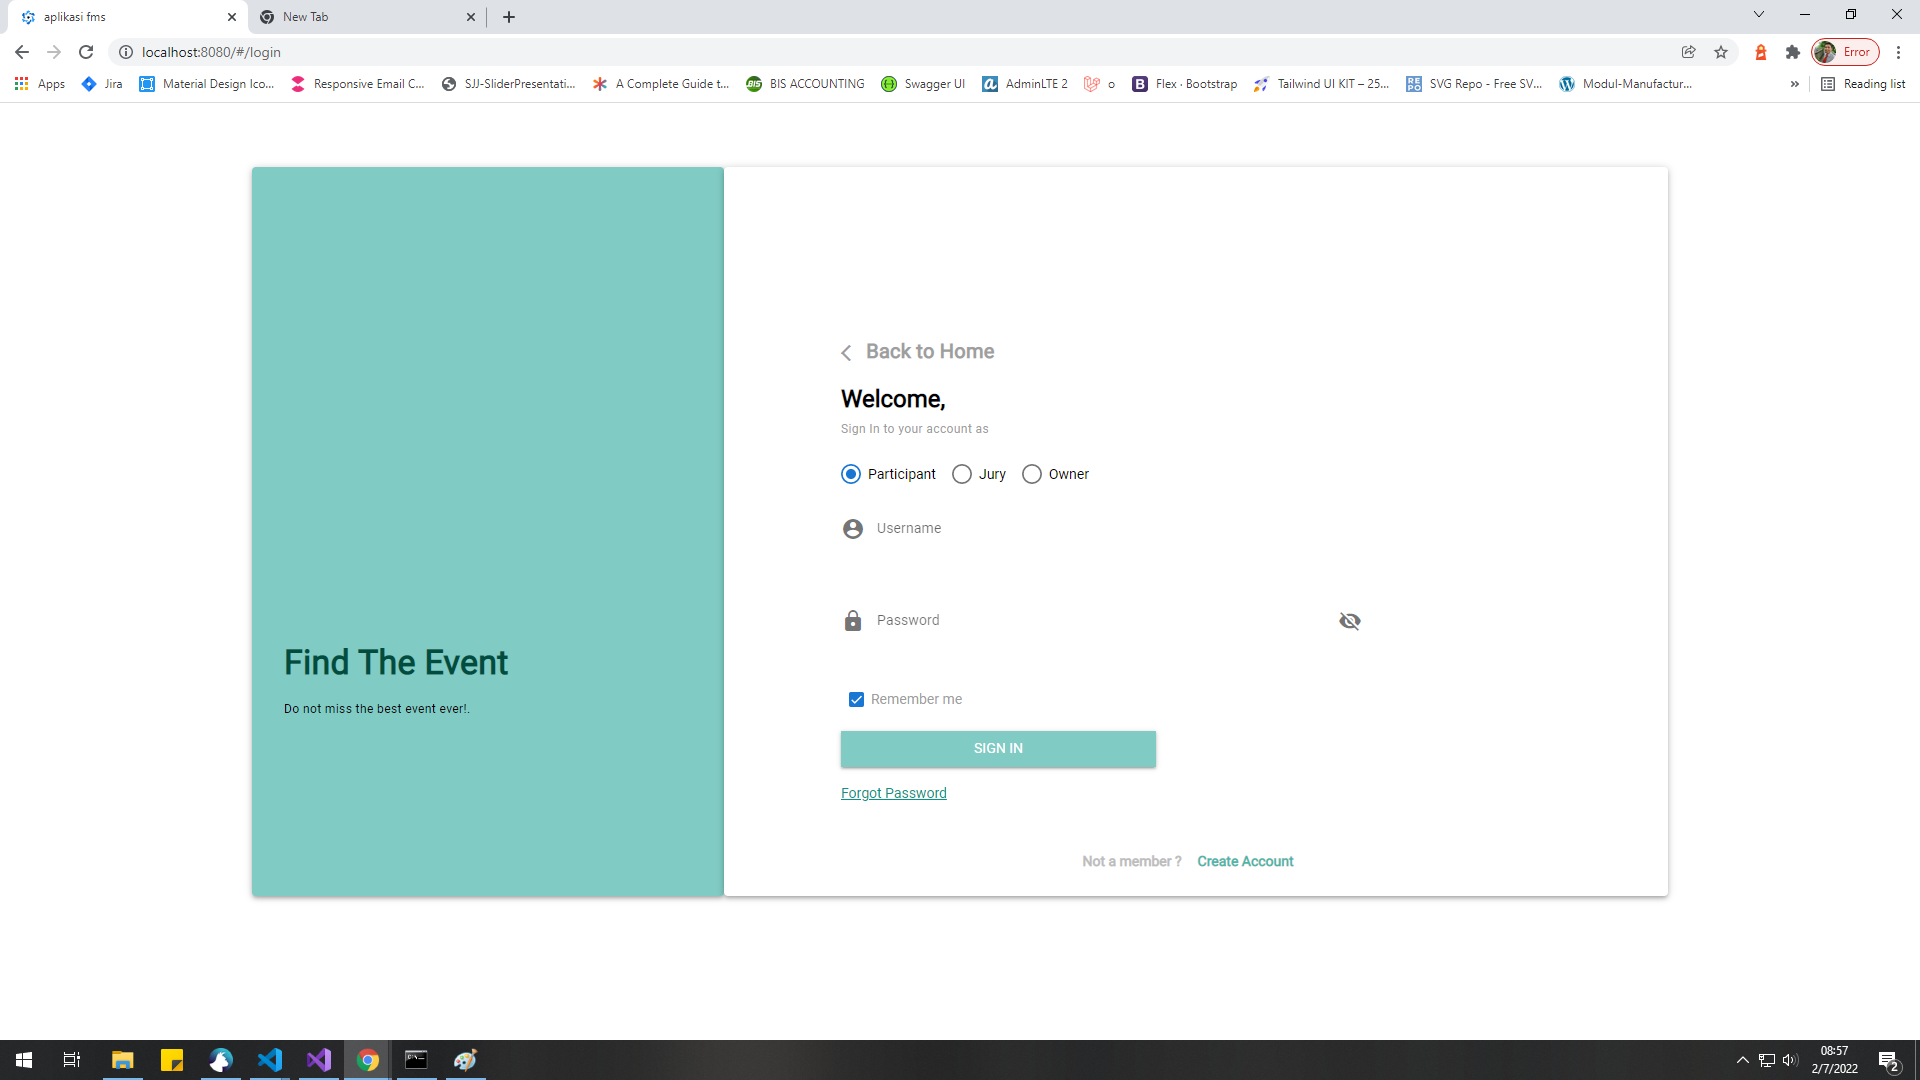 aplikasi fms
New Tab
localhost:8080/#/login
Error
Apps
Jira
Material Design Ico...
Responsive Email C...
SJJ-SliderPresentati...
A Complete Guide t...
BIS ACCOUNTING
Swagger UI
AdminLTE 2
o
Flex · Bootstrap
Tailwind UI KIT – 25...
SVG Repo - Free SV...
Modul-Manufactur...
»
Reading list
Back to Home
Welcome,
Sign In to your account as
Participant
Jury
Owner
Username
Password
Remember me
SIGN IN
Forgot Password
Not a member ? Create Account
Find The Event
Do not miss the best event ever!.
08:57
2/7/2022
2